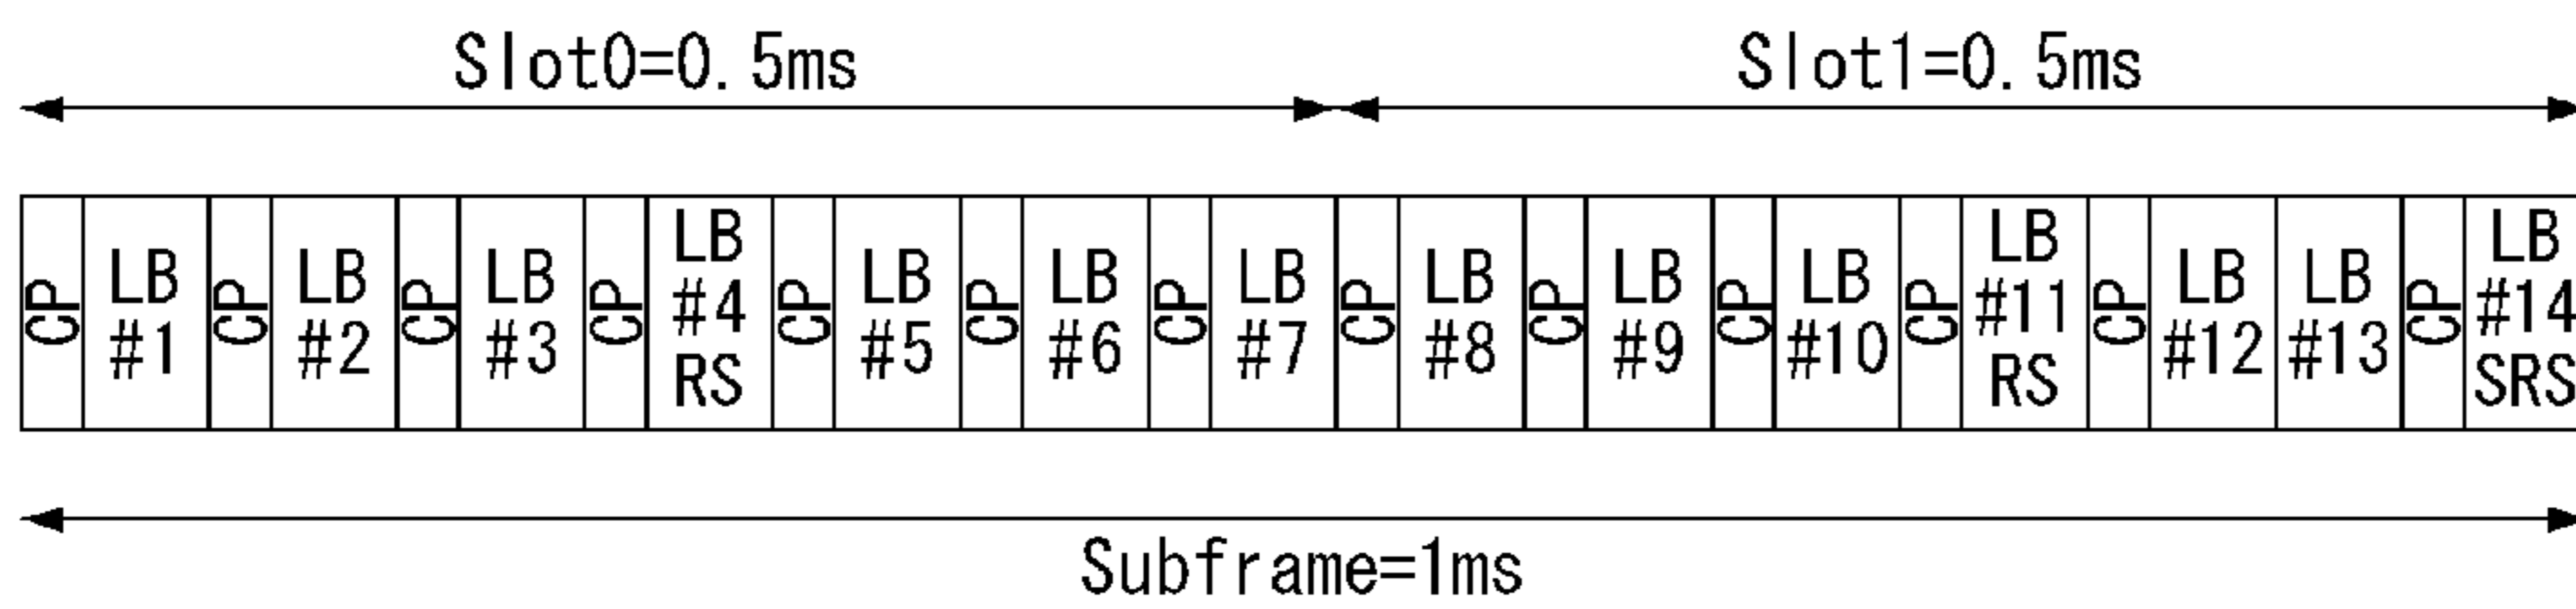 Slot0=0.5ms
Slot1=0.5ms
CP
LB
#1
CP
LB
#2
CP
LB
#3
CP
LB
#4
RS
CP
LB
#5
CP
LB
#6
CP
LB
#7
CP
LB
#8
CP
LB
#9
CP
LB
#10
CP
LB
#11
RS
CP
LB
#12
LB
#13
CP
LB
#14
SRS
Subframe=1ms